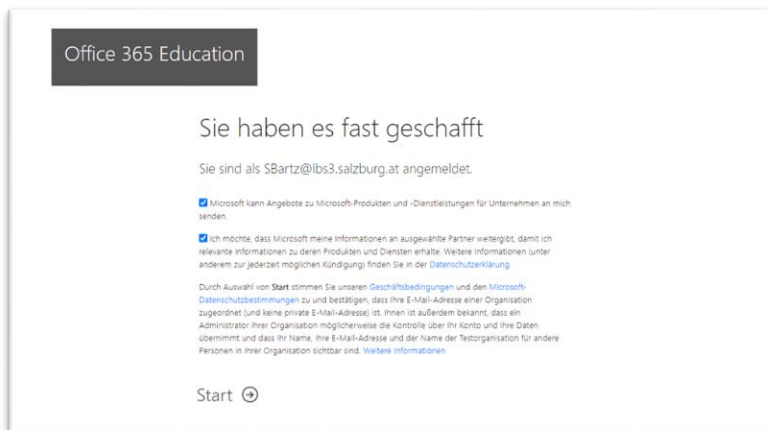 Office 365 Education
Sie haben es fast geschafft
Sie sind als SBartz@lbs3.salzburg.at angemeldet.
Microsoft kann Angebote zu Microsoft-Produkten und -Dienstleistungen für Unternehmen an mich
senden.
Ich möchte, dass Microsoft meine Informationen an ausgewählte Partner weitergibt, damit ich
relevante Informationen zu deren Produkten und Diensten erhalte. Weitere Informationen (unter
anderem zur jederzeit möglichen Kündigung) finden Sie in der Datenschutzerklärung.
Durch Auswahl von Start stimmen Sie unseren Geschäftsbedingungen und den Microsoft-
Datenschutzbestimmungen zu und bestätigen, dass Ihre E-Mail-Adresse einer Organisation
zugeordnet (und keine private E-Mail-Adresse) ist. Ihnen ist außerdem bekannt, dass ein
Administrator Ihrer Organisation möglicherweise die Kontrolle über Ihr Konto und Ihre Daten
übernimmt und dass Ihr Name, Ihre E-Mail-Adresse und der Name der Testorganisation für andere
Personen in Ihrer Organisation sichtbar sind. Weitere Informationen
Start